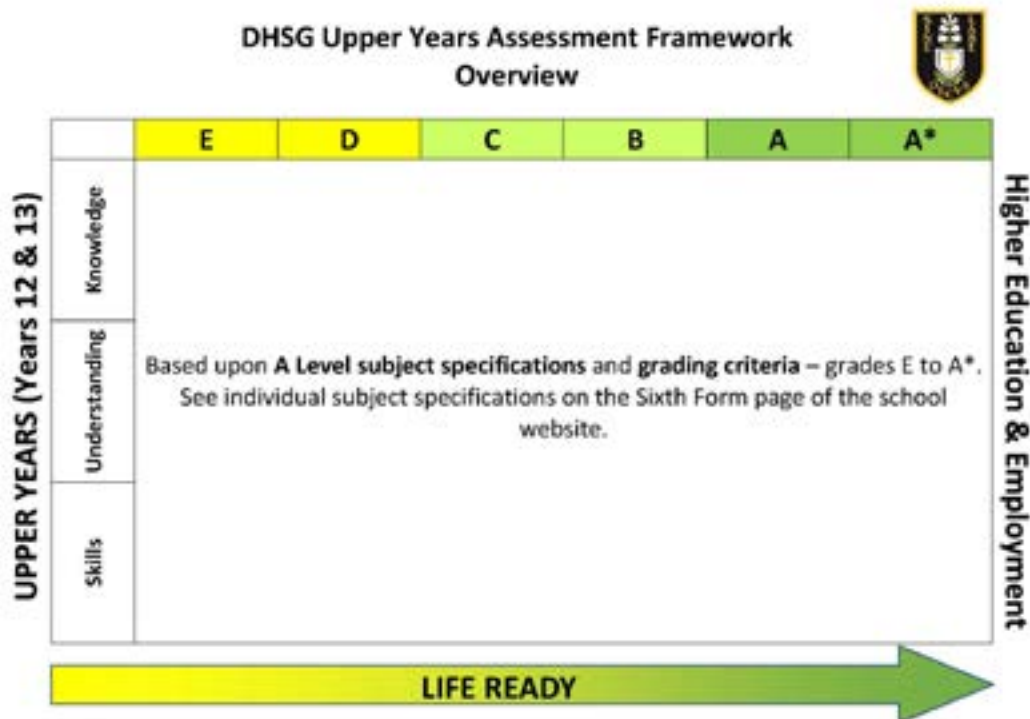 DHSG Upper Years Assessment Framework
Overview
E D C B A A*
UPPER YEARS (Years 12 & 13)
Knowledge
Understanding
Skills
Based upon A Level subject specifications and grading criteria – grades E to A*.
See individual subject specifications on the Sixth Form page of the school
website.
Higher Education & Employment
LIFE READY